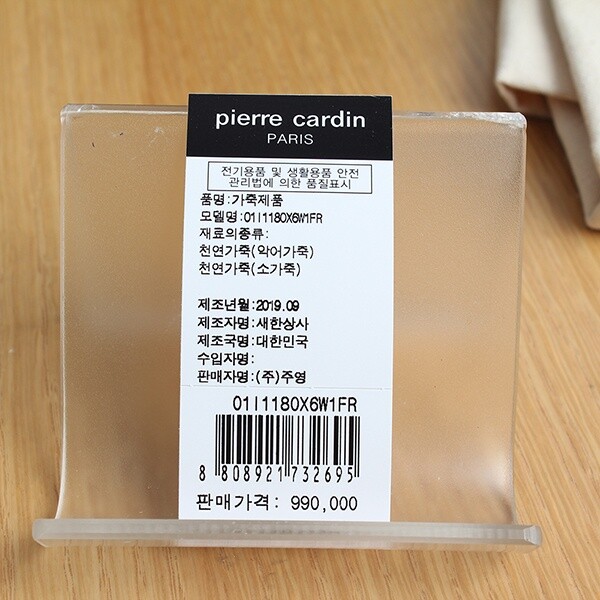 pierre cardin
PARIS
전기용품 및 생활용품 안전
관리법에 의한 품질표시
품명:가죽제품
모델명:01I1180X6W1FR
재료의종류:
천연가죽(악어가죽)
천연가죽(소가죽)
제조년월:2019.09
제조자명:새한상사
제조국명:대한민국
수입자명:
판매자명:(주)주영
01I1180X6W1FR
8 808921 732695
판매가격: 990,000